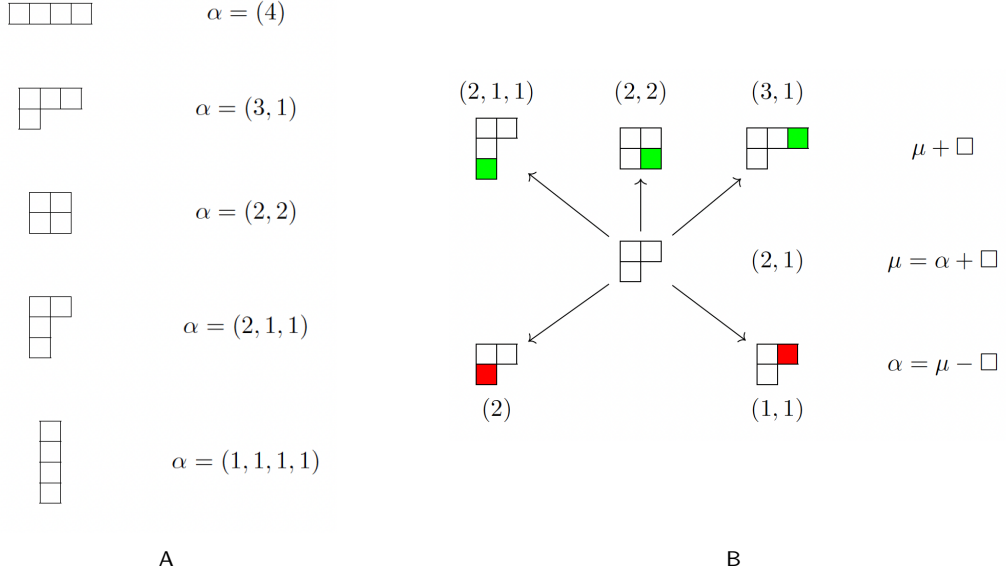 α = (4)
α = (3, 1)
α = (2, 2)
α = (2, 1, 1)
α = (1, 1, 1, 1)
A
(2, 1, 1) (2, 2) (3, 1)
μ + □
(2, 1) μ = α + □
α = μ − □
(2) (1, 1)
B